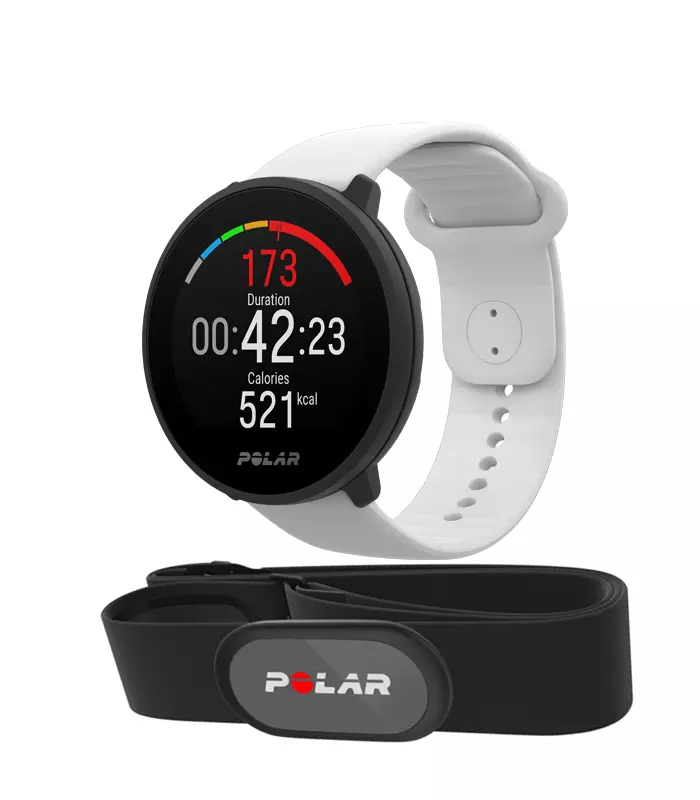 173
Duration
00:42:23
Calories
521 kcal
POLAR
POLAR